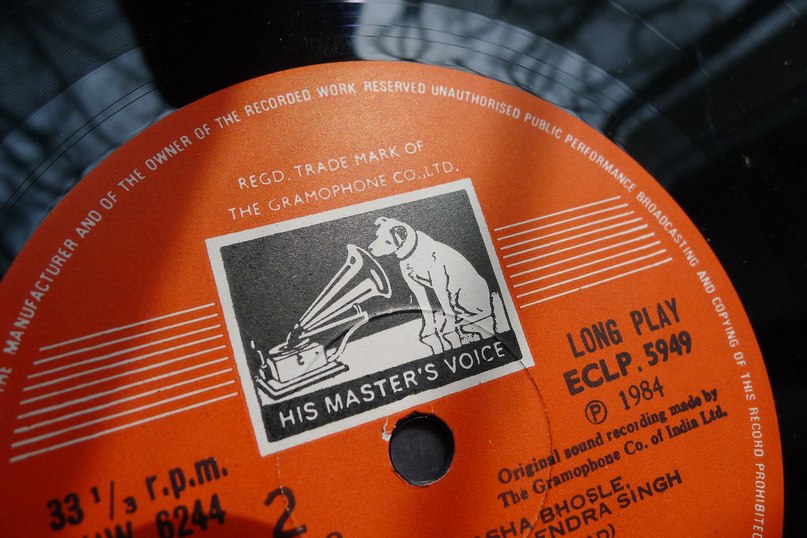 THE MANUFACTURER AND OF THE OWNER OF THE RECORDED WORK RESERVED UNAUTHORISED PUBLIC PERFORMANCE BROADCASTING AND COPYING OF THIS RECORD PROHIBITED
REGD. TRADE MARK OF
THE GRAMOPHONE CO.,LTD.
HIS MASTER'S VOICE
LONG PLAY
ECLP. 5949
℗ 1984
Original sound recording made by
The Gramophone Co. of India Ltd.
33 1/3 r.p.m.
6244
2
BHOSLE,
SINGH